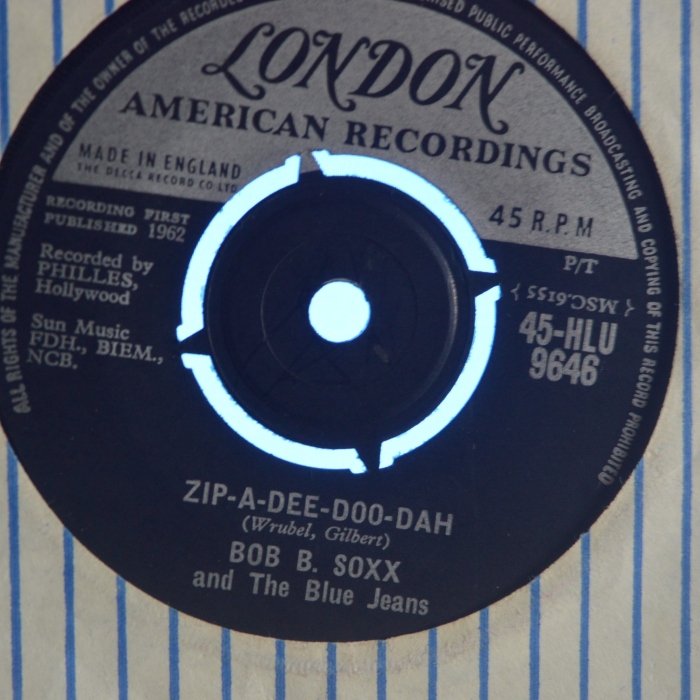 ALL RIGHTS OF THE MANUFACTURER AND OF THE OWNER OF THE RECORDED
PUBLIC PERFORMANCE BROADCASTING AND COPYING OF THIS RECORD PROHIBITED
LONDON
AMERICAN RECORDINGS
MADE IN ENGLAND
THE DECCA RECORD CO LTD
45 R.P.M
RECORDING FIRST
PUBLISHED 1962
P/T
Recorded by
PHILLES,
Hollywood
{ MSC.6155 }
45-HLU
9646
Sun Music
FDH., BIEM.,
NCB.
ZIP-A-DEE-DOO-DAH
(Wrubel, Gilbert)
BOB B. SOXX
and The Blue Jeans